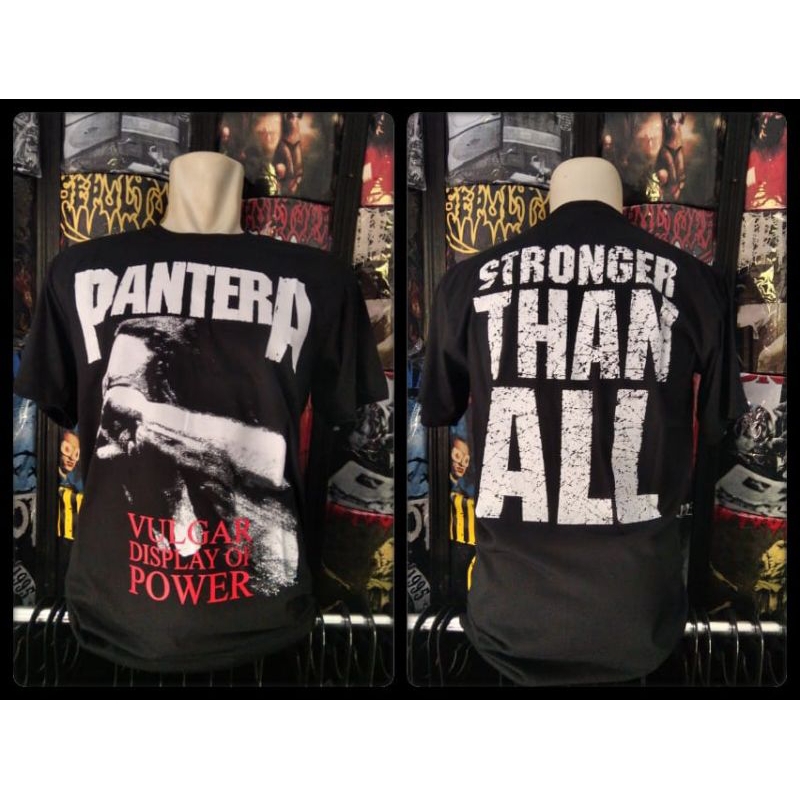 PANTERA
VULGAR
DISPLAY OF
POWER
STRONGER
THAN
ALL